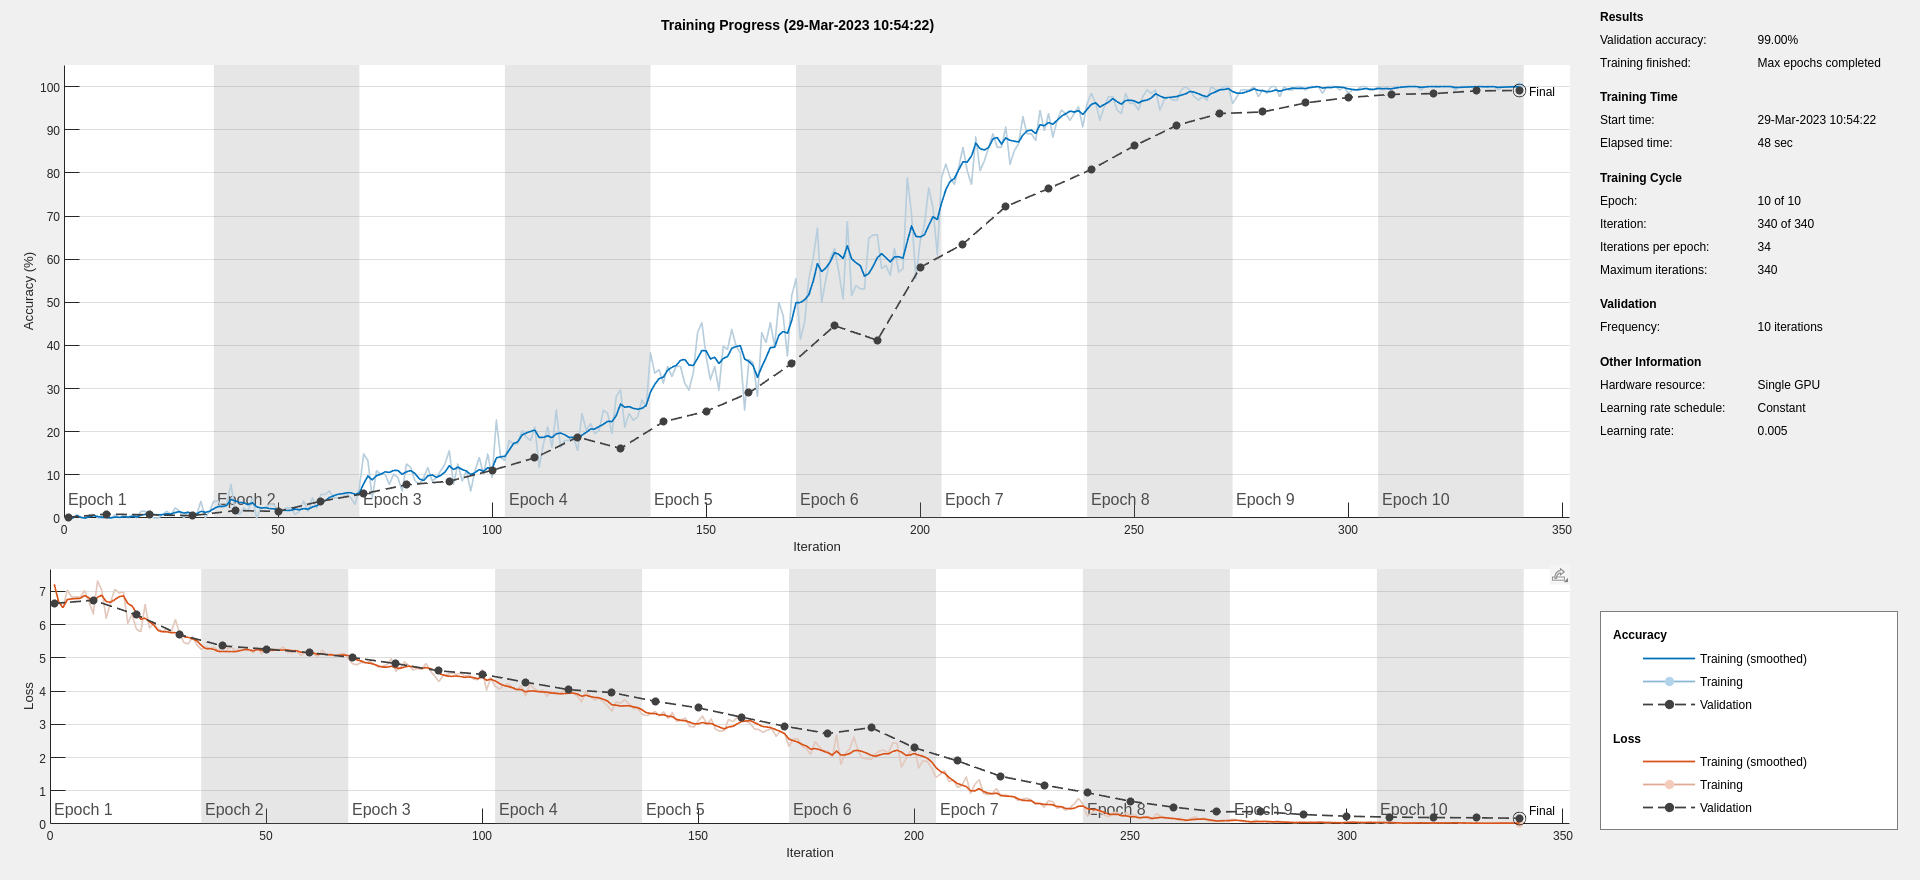 Training Progress (29-Mar-2023 10:54:22)
100
90
80
70
60
50
40
30
20
10
0
Accuracy (%)
Final
Epoch 1
Epoch 2
Epoch 3
Epoch 4
Epoch 5
Epoch 6
Epoch 7
Epoch 8
Epoch 9
Epoch 10
0
50
100
150
200
250
300
350
Iteration
7
6
5
4
3
2
1
0
Loss
Final
Epoch 1
Epoch 2
Epoch 3
Epoch 4
Epoch 5
Epoch 6
Epoch 7
Epoch 8
Epoch 9
Epoch 10
0
50
100
150
200
250
300
350
Iteration
Results
Validation accuracy: 99.00%
Training finished: Max epochs completed
Training Time
Start time: 29-Mar-2023 10:54:22
Elapsed time: 48 sec
Training Cycle
Epoch: 10 of 10
Iteration: 340 of 340
Iterations per epoch: 34
Maximum iterations: 340
Validation
Frequency: 10 iterations
Other Information
Hardware resource: Single GPU
Learning rate schedule: Constant
Learning rate: 0.005
Accuracy
Training (smoothed)
Training
Validation
Loss
Training (smoothed)
Training
Validation